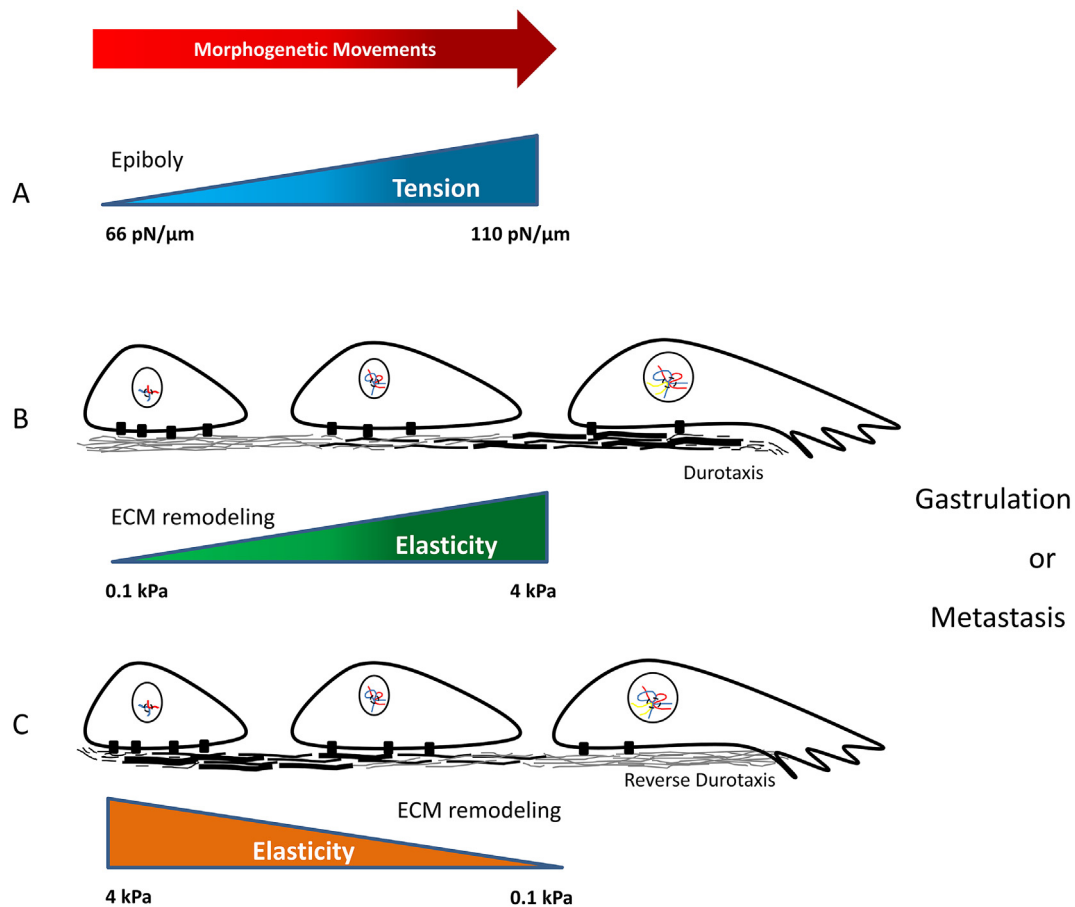 Morphogenetic Movements
Epiboly
A
Tension
66 pN/µm
110 pN/µm
B
Durotaxis
Gastrulation
ECM remodeling
Elasticity
or
0.1 kPa
4 kPa
Metastasis
C
Reverse Durotaxis
ECM remodeling
Elasticity
4 kPa
0.1 kPa